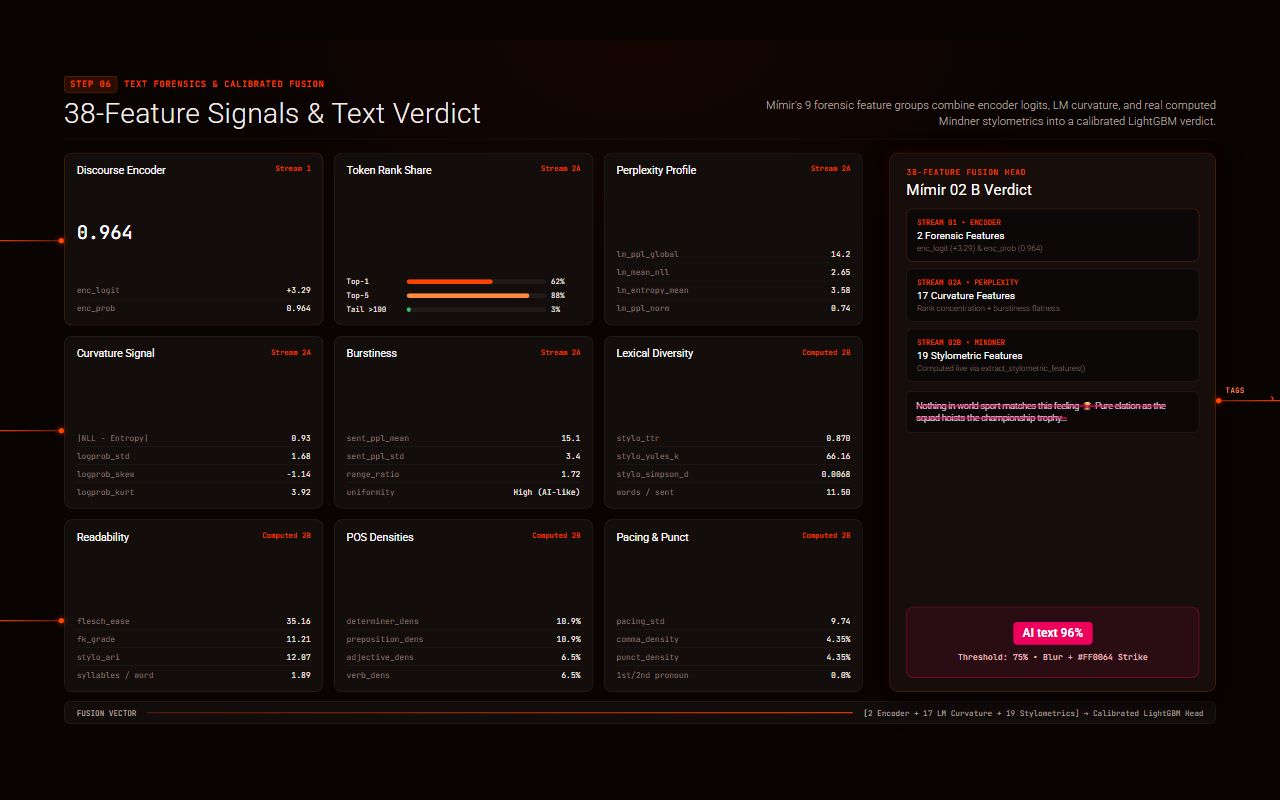 STEP 06 TEXT FORENSICS & CALIBRATED FUSION
38-Feature Signals & Text Verdict
Mímir's 9 forensic feature groups combine encoder logits, LM curvature, and real computed
Mindner stylometrics into a calibrated LightGBM verdict.
Discourse Encoder Stream 1
0.964
enc_logit +3.29
enc_prob 0.964
Token Rank Share Stream 2A
Top-1 62%
Top-5 88%
Tail >100 3%
Perplexity Profile Stream 2A
lm_ppl_global 14.2
lm_mean_nll 2.65
lm_entropy_mean 3.58
lm_ppl_norm 0.74
Curvature Signal Stream 2A
|NLL - Entropy| 0.93
logprob_std 1.68
logprob_skew -1.14
logprob_kurt 3.92
Burstiness Stream 2A
sent_ppl_mean 15.1
sent_ppl_std 3.4
range_ratio 1.72
uniformity High (AI-like)
Lexical Diversity Computed 2B
stylo_ttr 0.870
stylo_yules_k 66.16
stylo_simpson_d 0.0068
words / sent 11.50
Readability Computed 2B
flesch_ease 35.16
fk_grade 11.21
stylo_ari 12.07
syllables / word 1.89
POS Densities Computed 2B
determiner_dens 10.9%
preposition_dens 10.9%
adjective_dens 6.5%
verb_dens 6.5%
Pacing & Punct Computed 2B
pacing_std 9.74
comma_density 4.35%
punct_density 4.35%
1st/2nd pronoun 0.0%
38-FEATURE FUSION HEAD
Mímir 02 B Verdict
STREAM 01 • ENCODER
2 Forensic Features
enc_logit (+3.29) & enc_prob (0.964)
STREAM 02A • PERPLEXITY
17 Curvature Features
Rank concentration + burstiness flatness
STREAM 02B • MINDNER
19 Stylometric Features
Computed live via extract_stylometric_features()
Nothing in world sport matches this feeling 🏆 Pure elation as the
squad hoists the championship trophy...
AI text 96%
Threshold: 75% • Blur + #FF0064 Strike
TAGS
FUSION VECTOR [2 Encoder + 17 LM Curvature + 19 Stylometrics] → Calibrated LightGBM Head